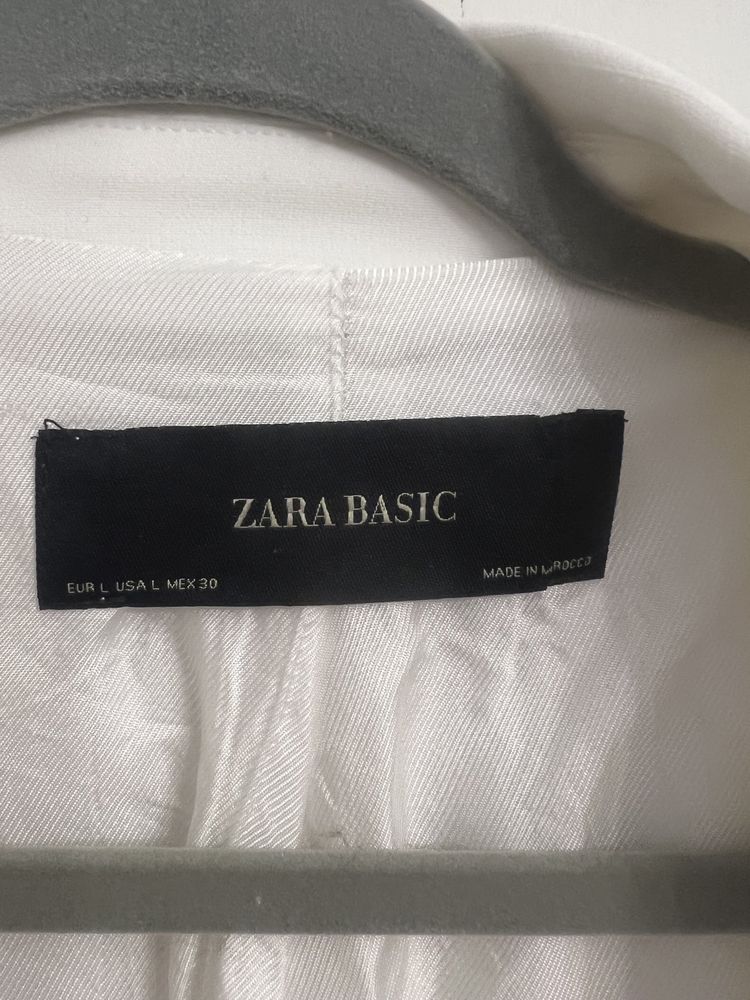 ZARA BASIC
EUR L USA L MEX 30
MADE IN MOROCCO